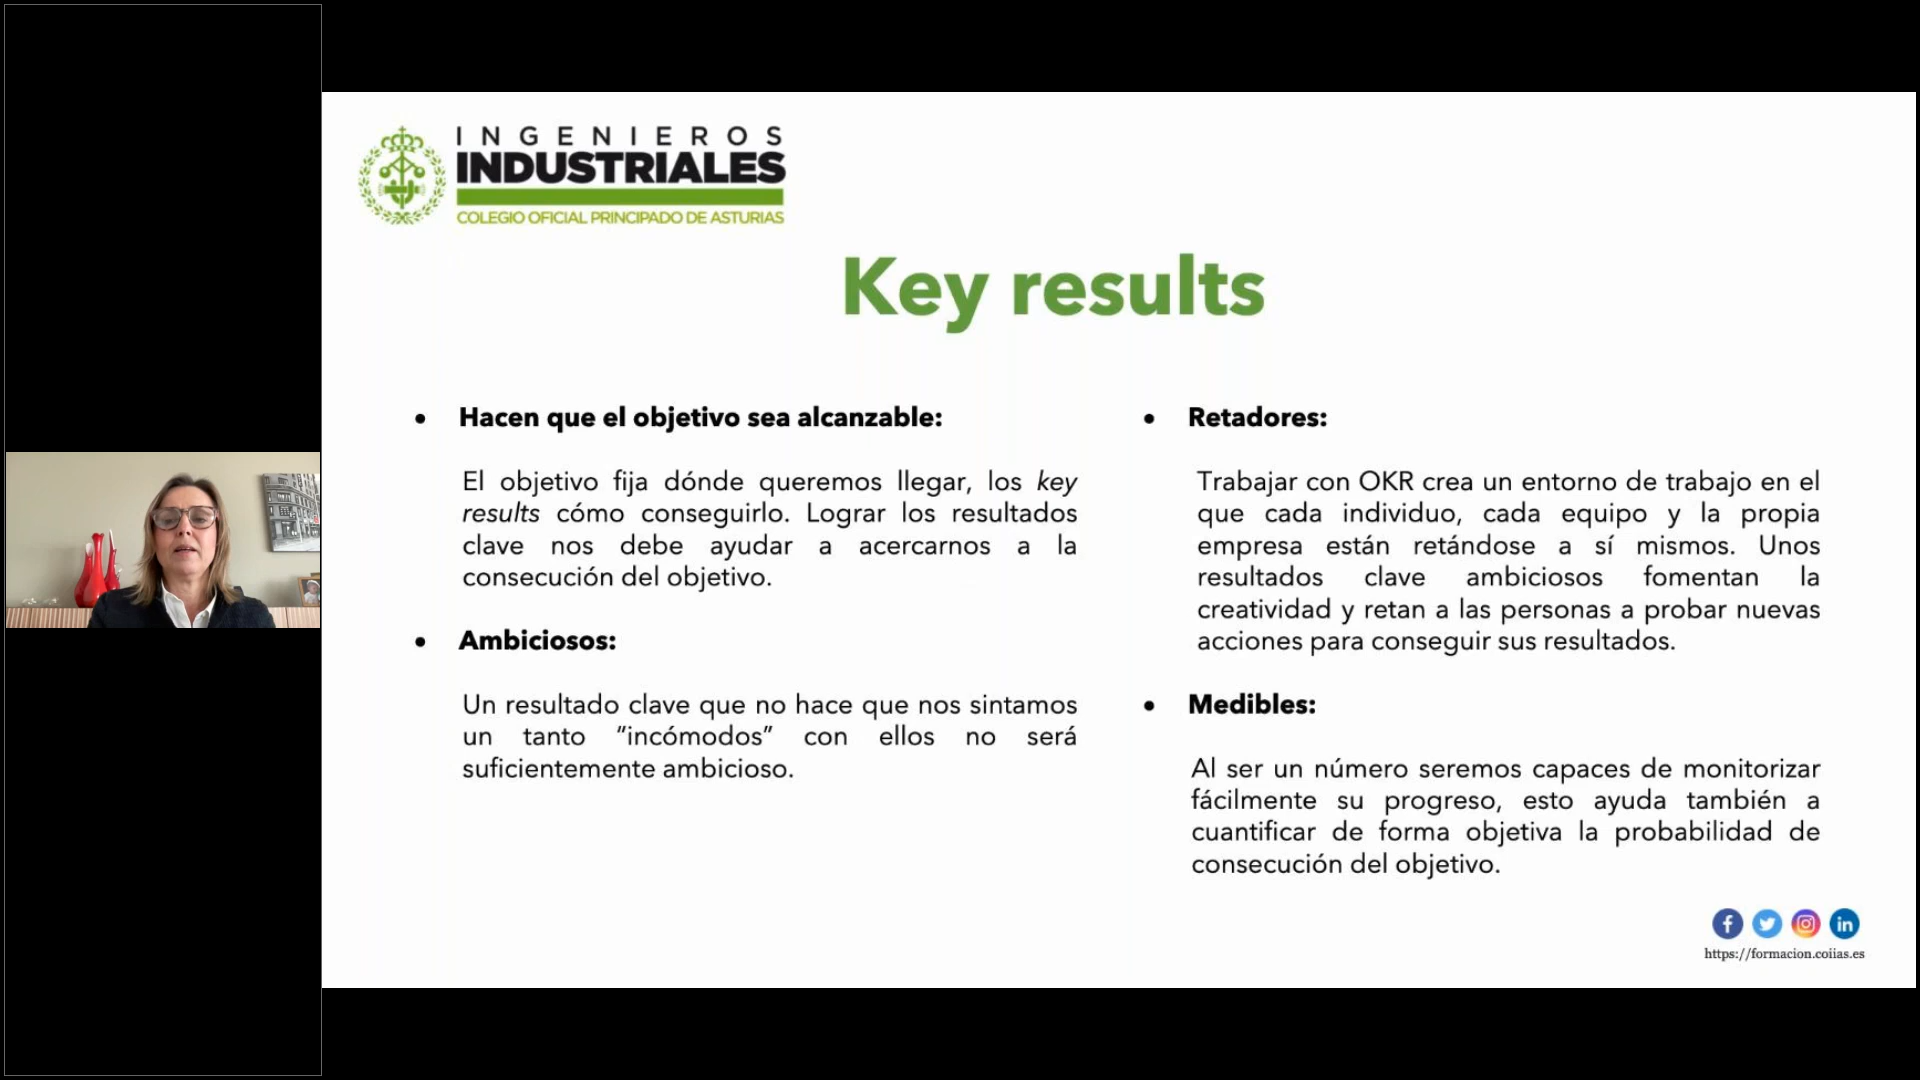 INGENIEROS
INDUSTRIALES
COLEGIO OFICIAL PRINCIPADO DE ASTURIAS
Key results
• Hacen que el objetivo sea alcanzable:
El objetivo fija dónde queremos llegar, los key
results cómo conseguirlo. Lograr los resultados
clave nos debe ayudar a acercarnos a la
consecución del objetivo.
• Ambiciosos:
Un resultado clave que no hace que nos sintamos
un tanto “incómodos” con ellos no será
suficientemente ambicioso.
• Retadores:
Trabajar con OKR crea un entorno de trabajo en el
que cada individuo, cada equipo y la propia
empresa están retándose a sí mismos. Unos
resultados clave ambiciosos fomentan la
creatividad y retan a las personas a probar nuevas
acciones para conseguir sus resultados.
• Medibles:
Al ser un número seremos capaces de monitorizar
fácilmente su progreso, esto ayuda también a
cuantificar de forma objetiva la probabilidad de
consecución del objetivo.
https://formacion.coiias.es